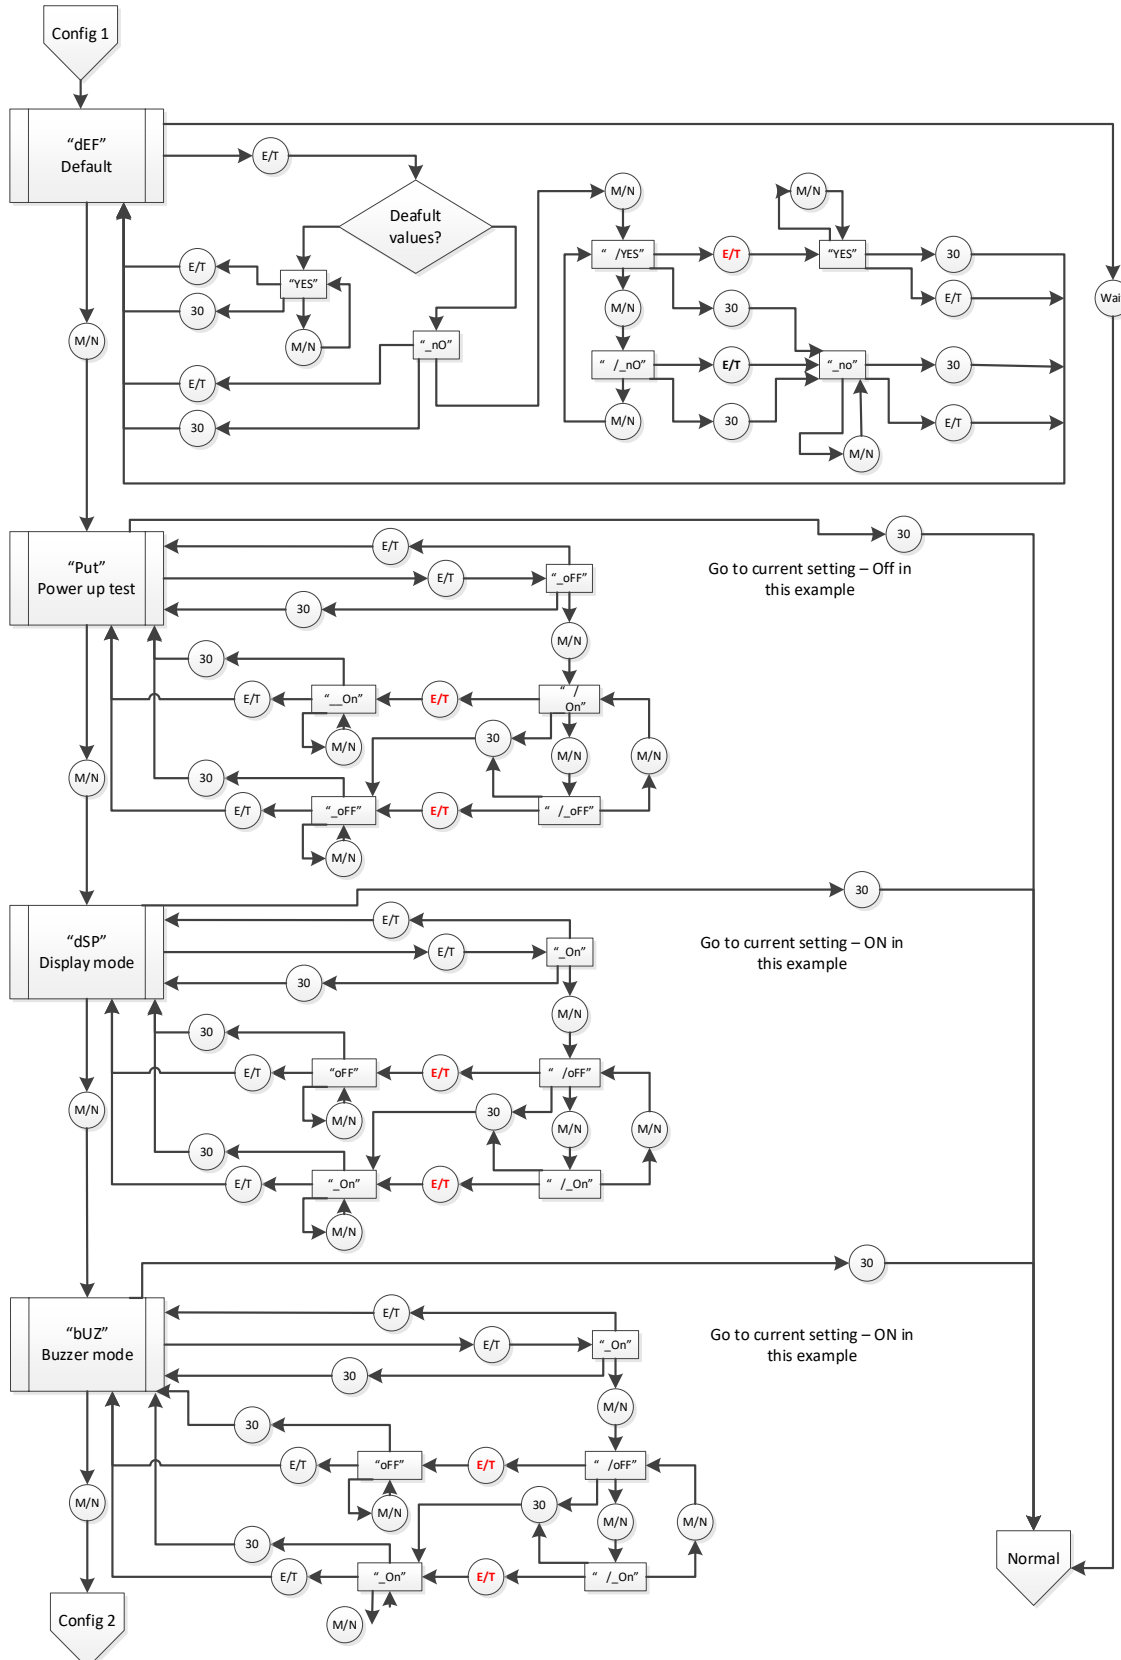 Config 1
“dEF”
Default
E/T
Deafult
values?
M/N
M/N
“ /YES”
E/T
“YES”
30
E/T
“YES”
30
M/N
E/T
Wai
M/N
30
M/N
“_nO”
M/N
“ /_nO”
E/T
“_no”
30
E/T
30
M/N
30
E/T
M/N
“Put”
Power up test
E/T
30
E/T
“_oFF”
Go to current setting – Off in
this example
30
M/N
30
E/T
“__On”
E/T
“ /
_On”
M/N
30
M/N
M/N
M/N
30
E/T
“_oFF”
E/T
“ /_oFF”
M/N
“dSP”
Display mode
30
E/T
E/T
“_On”
Go to current setting – ON in
this example
30
M/N
30
E/T
“oFF”
E/T
“ /oFF”
M/N
M/N
30
M/N
M/N
30
E/T
“_On”
E/T
“ /_On”
M/N
“bUZ”
Buzzer mode
30
E/T
E/T
“_On”
Go to current setting – ON in
this example
30
M/N
30
E/T
“oFF”
E/T
“ /oFF”
M/N
M/N
30
M/N
M/N
30
E/T
“_On”
E/T
“ /_On”
M/N
Config 2
Normal